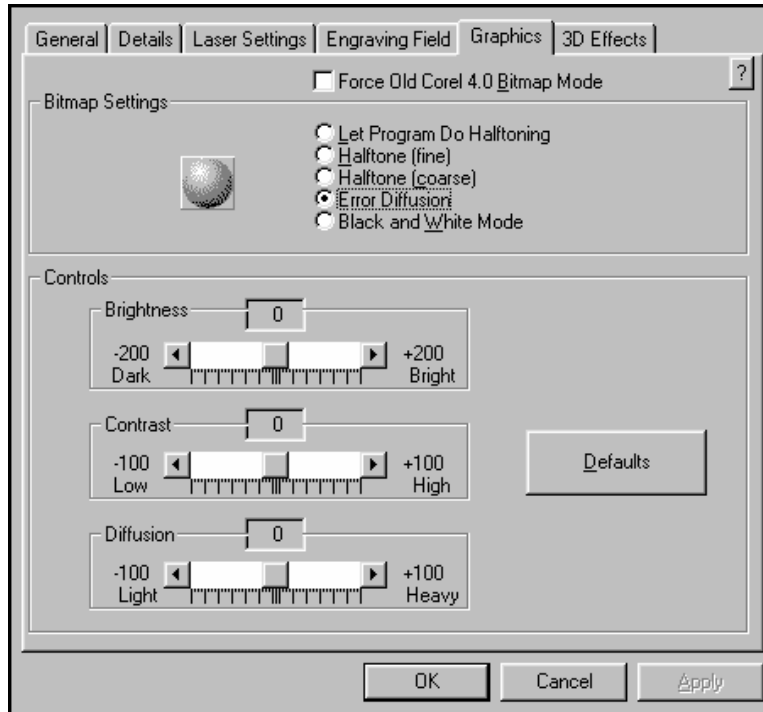 General Details Laser Settings Engraving Field Graphics 3D Effects
Force Old Corel 4.0 Bitmap Mode ?
Bitmap Settings
Let Program Do Halftoning
Halftone (fine)
Halftone (coarse)
Error Diffusion
Black and White Mode
Controls
Brightness 0
-200 +200
Dark Bright
Contrast 0
-100 +100
Low High
Defaults
Diffusion 0
-100 +100
Light Heavy
OK Cancel Apply